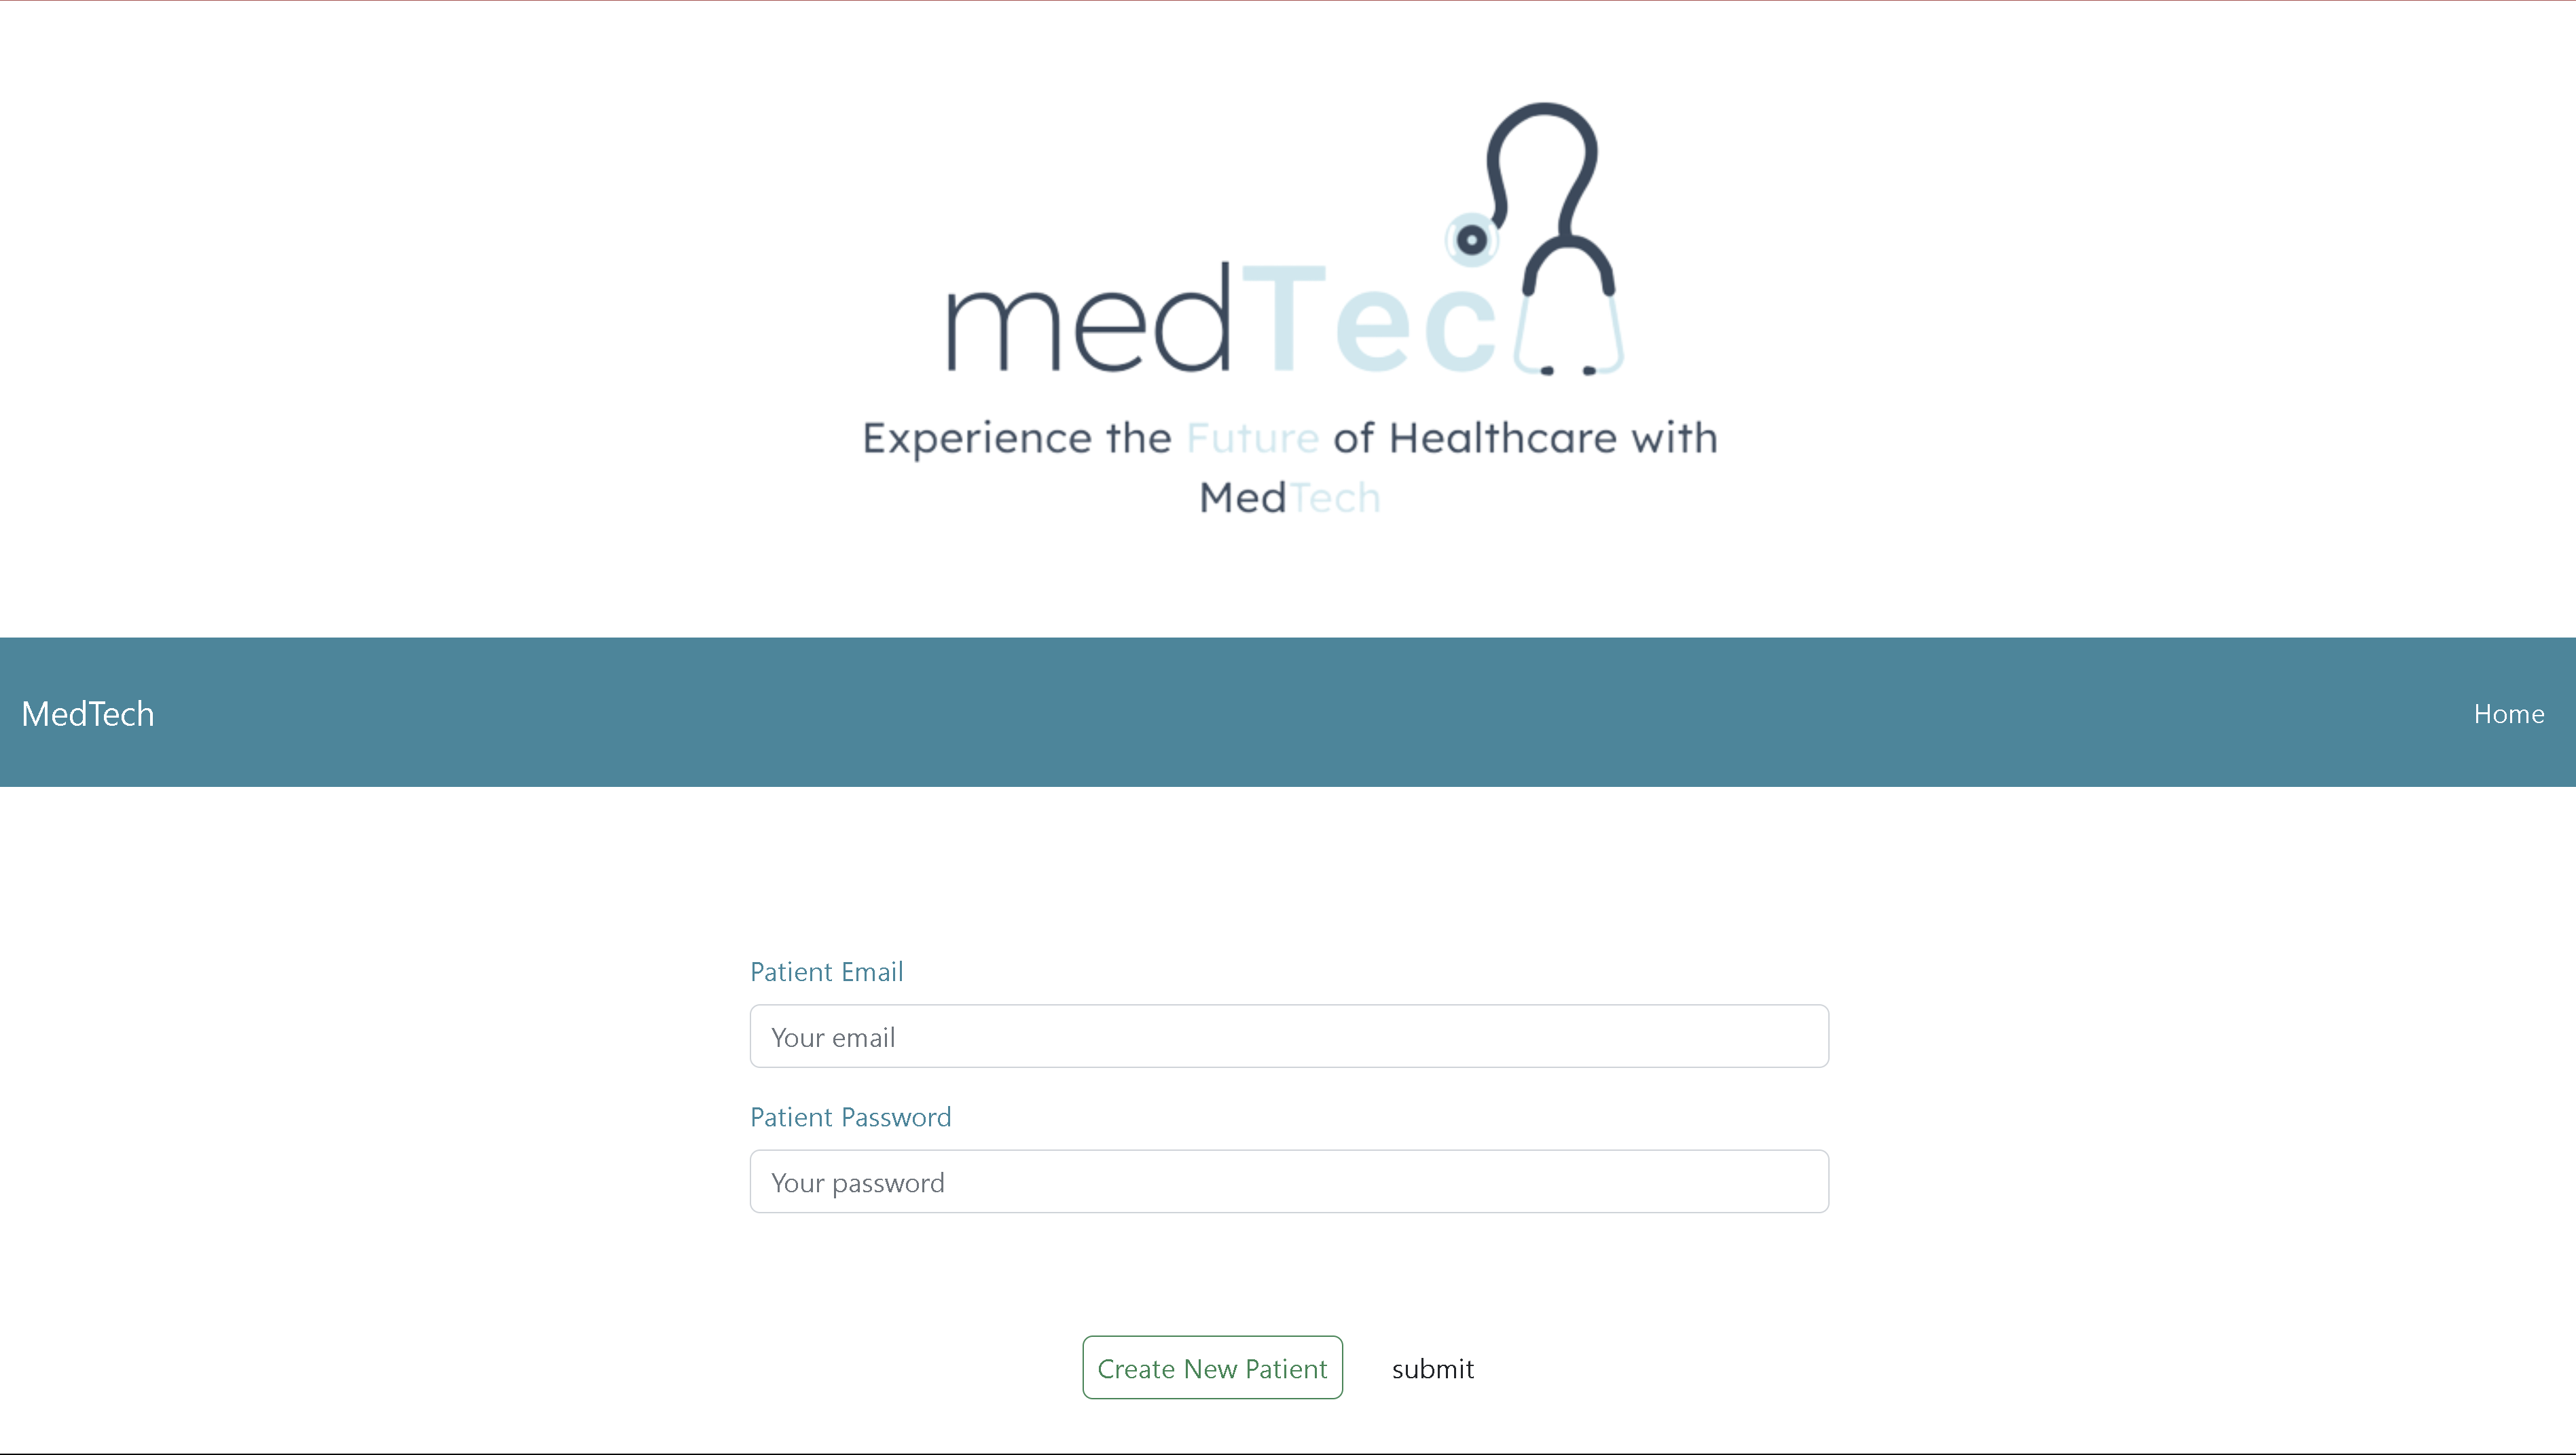 medTech
Experience the Future of Healthcare with
MedTech
MedTech
Home
Patient Email
Your email
Patient Password
Your password
Create New Patient
submit